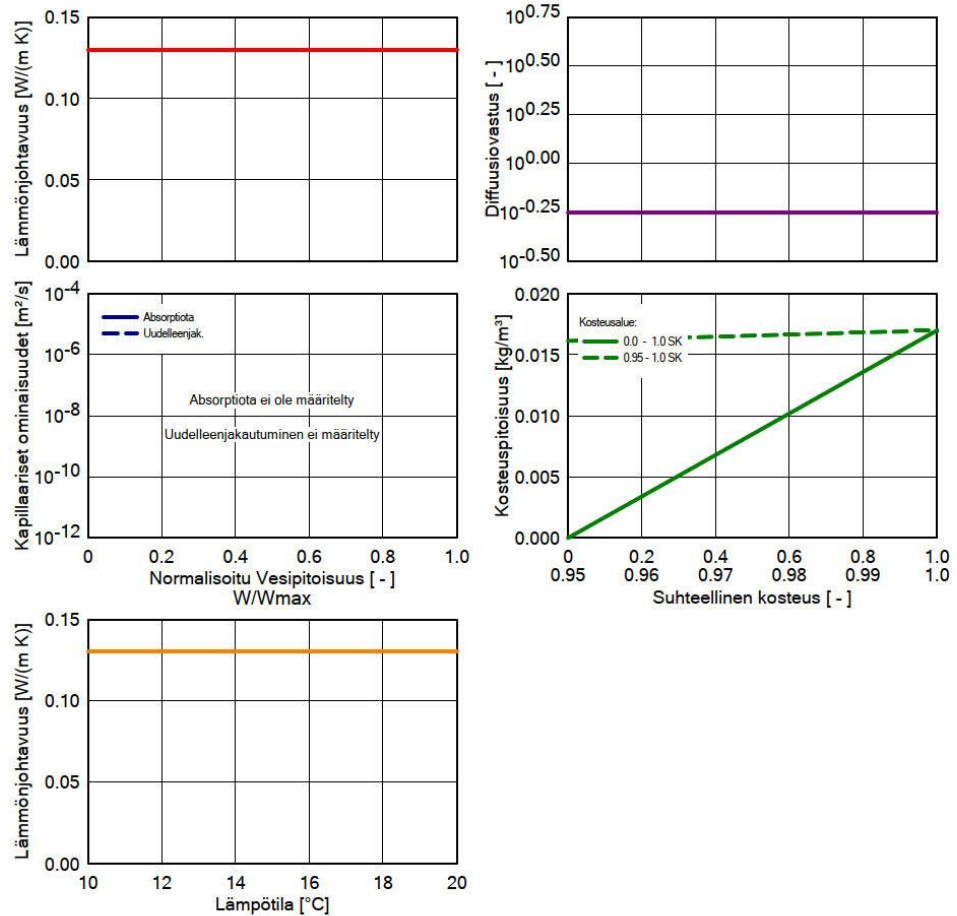 Lämmönjohtavuus [W/(m K)]
0.15
0.10
0.05
0.00
Diffuusiovastus [ - ]
10^0.75
10^0.50
10^0.25
10^0.00
10^-0.25
10^-0.50
Kapillaariset ominaisuudet [m²/s]
10^-4
10^-6
10^-8
10^-10
10^-12
Absorptiota
Uudelleenjak.
Absorptiota ei ole määritelty
Uudelleenjakautuminen ei määritelty
0 0.2 0.4 0.6 0.8 1.0
Normalisoitu Vesipitoisuus [ - ]
W/Wmax
Kosteuspitoisuus [kg/m³]
0.020
0.015
0.010
0.005
0.000
Kosteusalue:
0.0 - 1.0 SK
0.95 - 1.0 SK
0 0.2 0.4 0.6 0.8 1.0
0.95 0.96 0.97 0.98 0.99 1.0
Suhteellinen kosteus [ - ]
Lämmönjohtavuus [W/(m K)]
0.15
0.10
0.05
0.00
10 12 14 16 18 20
Lämpötila [°C]